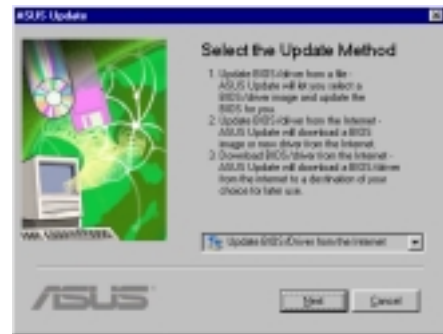 ASUS Update
Select the Update Method
1. Update BIOS/driver from a file -
ASUS Update will let you select a
BIOS/driver image and update the
BIOS for you.
2. Update BIOS/driver from the Internet -
ASUS Update will download a BIOS
image or new driver from the Internet.
3. Download BIOS/driver from the Internet -
ASUS Update will download a BIOS/driver
from the internet to a destination of your
choice for later use.
Update BIOS/Driver from the Internet
ASUS
Next
Cancel